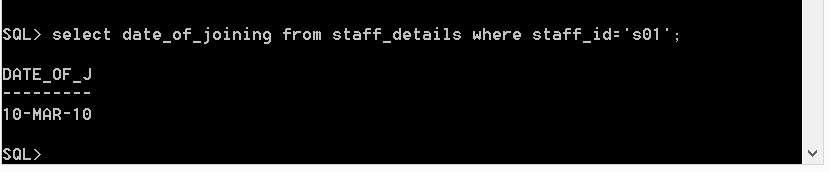 SQL> select date_of_joining from staff_details where staff_id='s01';
DATE_OF_J
---------
10-MAR-10
SQL>